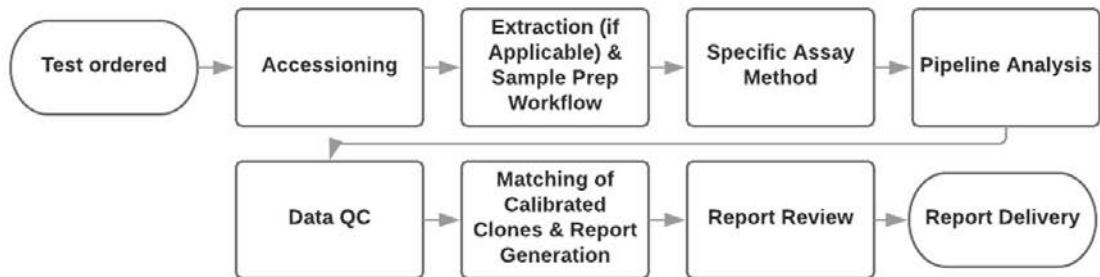 Test ordered
Accessioning
Extraction (if
Applicable) &
Sample Prep
Workflow
Specific Assay
Method
Pipeline Analysis
Data QC
Matching of
Calibrated
Clones & Report
Generation
Report Review
Report Delivery